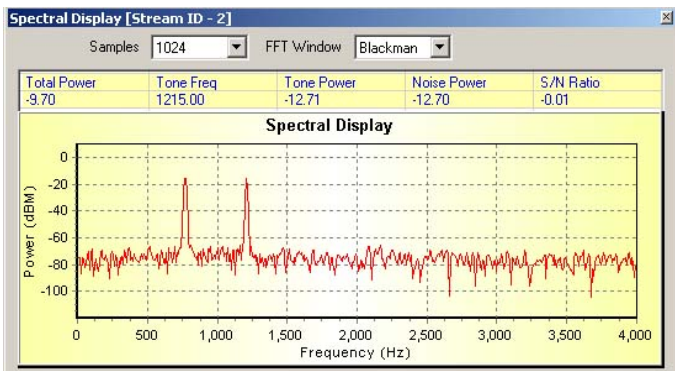 Spectral Display [Stream ID - 2]
Samples 1024 FFT Window Blackman
Total Power Tone Freq Tone Power Noise Power S/N Ratio
-9.70 1215.00 -12.71 -12.70 -0.01
Spectral Display
0
-20
-40
-60
-80
-100
Power (dBM)
0 500 1,000 1,500 2,000 2,500 3,000 3,500 4,000
Frequency (Hz)